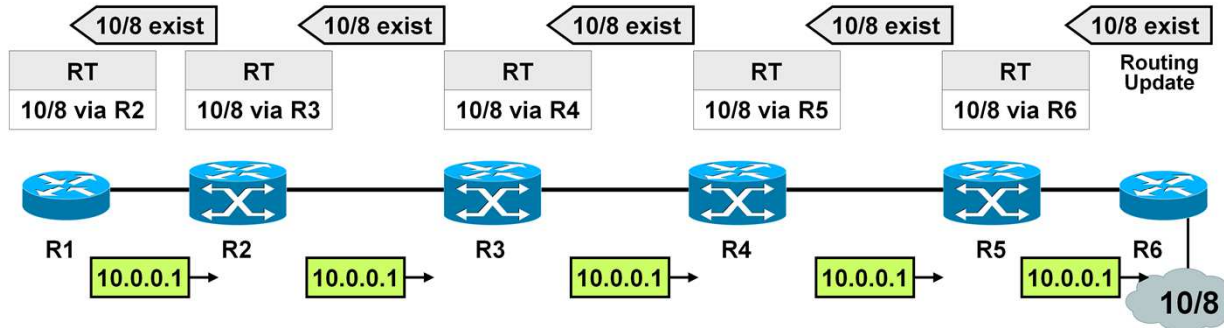 10/8 exist
10/8 exist
10/8 exist
10/8 exist
10/8 exist
RT
RT
RT
RT
RT
Routing
Update
10/8 via R2
10/8 via R3
10/8 via R4
10/8 via R5
10/8 via R6
R1
R2
R3
R4
R5
R6
10.0.0.1
10.0.0.1
10.0.0.1
10.0.0.1
10.0.0.1
10/8